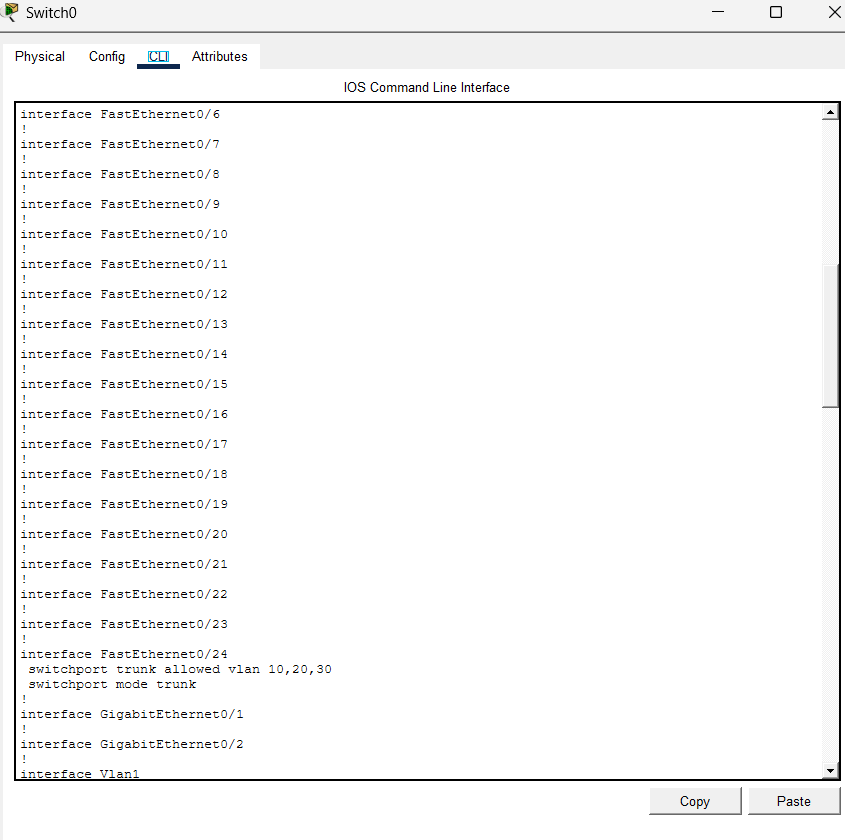 Switch0
Physical Config CLI Attributes
IOS Command Line Interface
interface FastEthernet0/6
!
interface FastEthernet0/7
!
interface FastEthernet0/8
!
interface FastEthernet0/9
!
interface FastEthernet0/10
!
interface FastEthernet0/11
!
interface FastEthernet0/12
!
interface FastEthernet0/13
!
interface FastEthernet0/14
!
interface FastEthernet0/15
!
interface FastEthernet0/16
!
interface FastEthernet0/17
!
interface FastEthernet0/18
!
interface FastEthernet0/19
!
interface FastEthernet0/20
!
interface FastEthernet0/21
!
interface FastEthernet0/22
!
interface FastEthernet0/23
!
interface FastEthernet0/24
 switchport trunk allowed vlan 10,20,30
 switchport mode trunk
!
interface GigabitEthernet0/1
!
interface GigabitEthernet0/2
!
interface Vlan1
Copy Paste